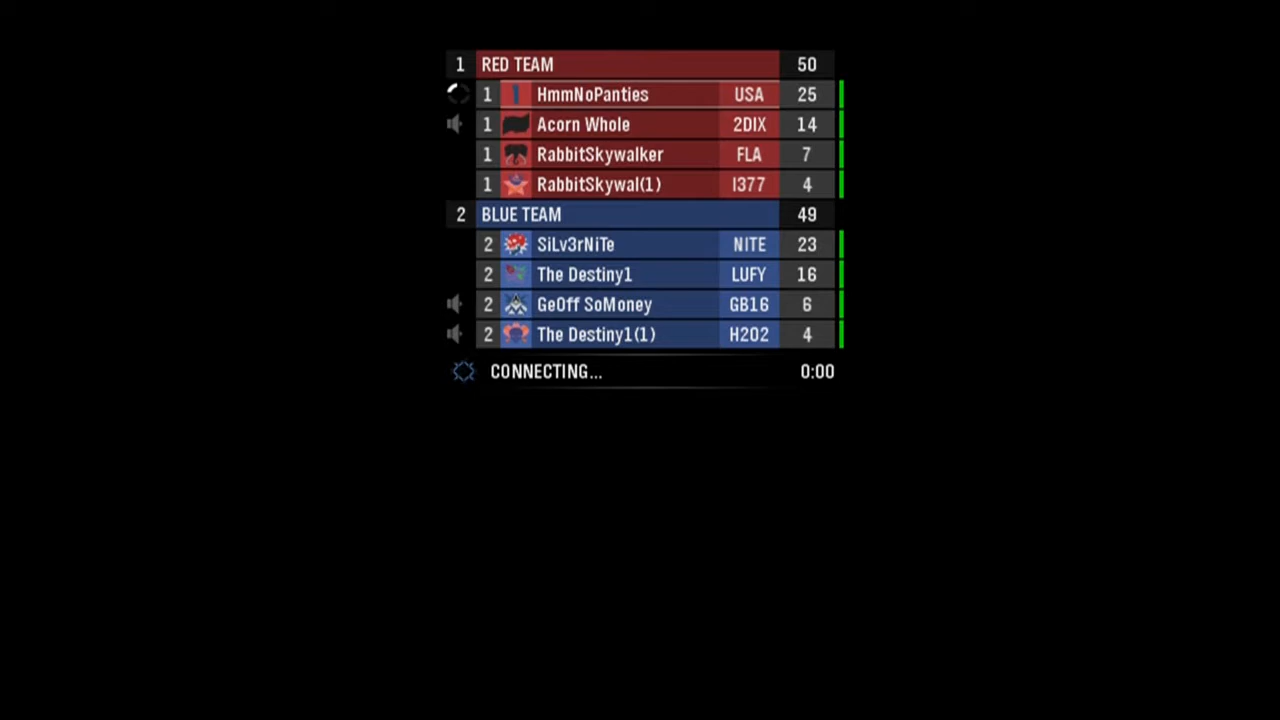 1 RED TEAM 50
1 HmmNoPanties USA 25
1 Acorn Whole 2DIX 14
1 RabbitSkywalker FLA 7
1 RabbitSkywal(1) I377 4
2 BLUE TEAM 49
2 SiLv3rNiTe NITE 23
2 The Destiny1 LUFY 16
2 GeOff SoMoney GB16 6
2 The Destiny1(1) H2O2 4
CONNECTING... 0:00